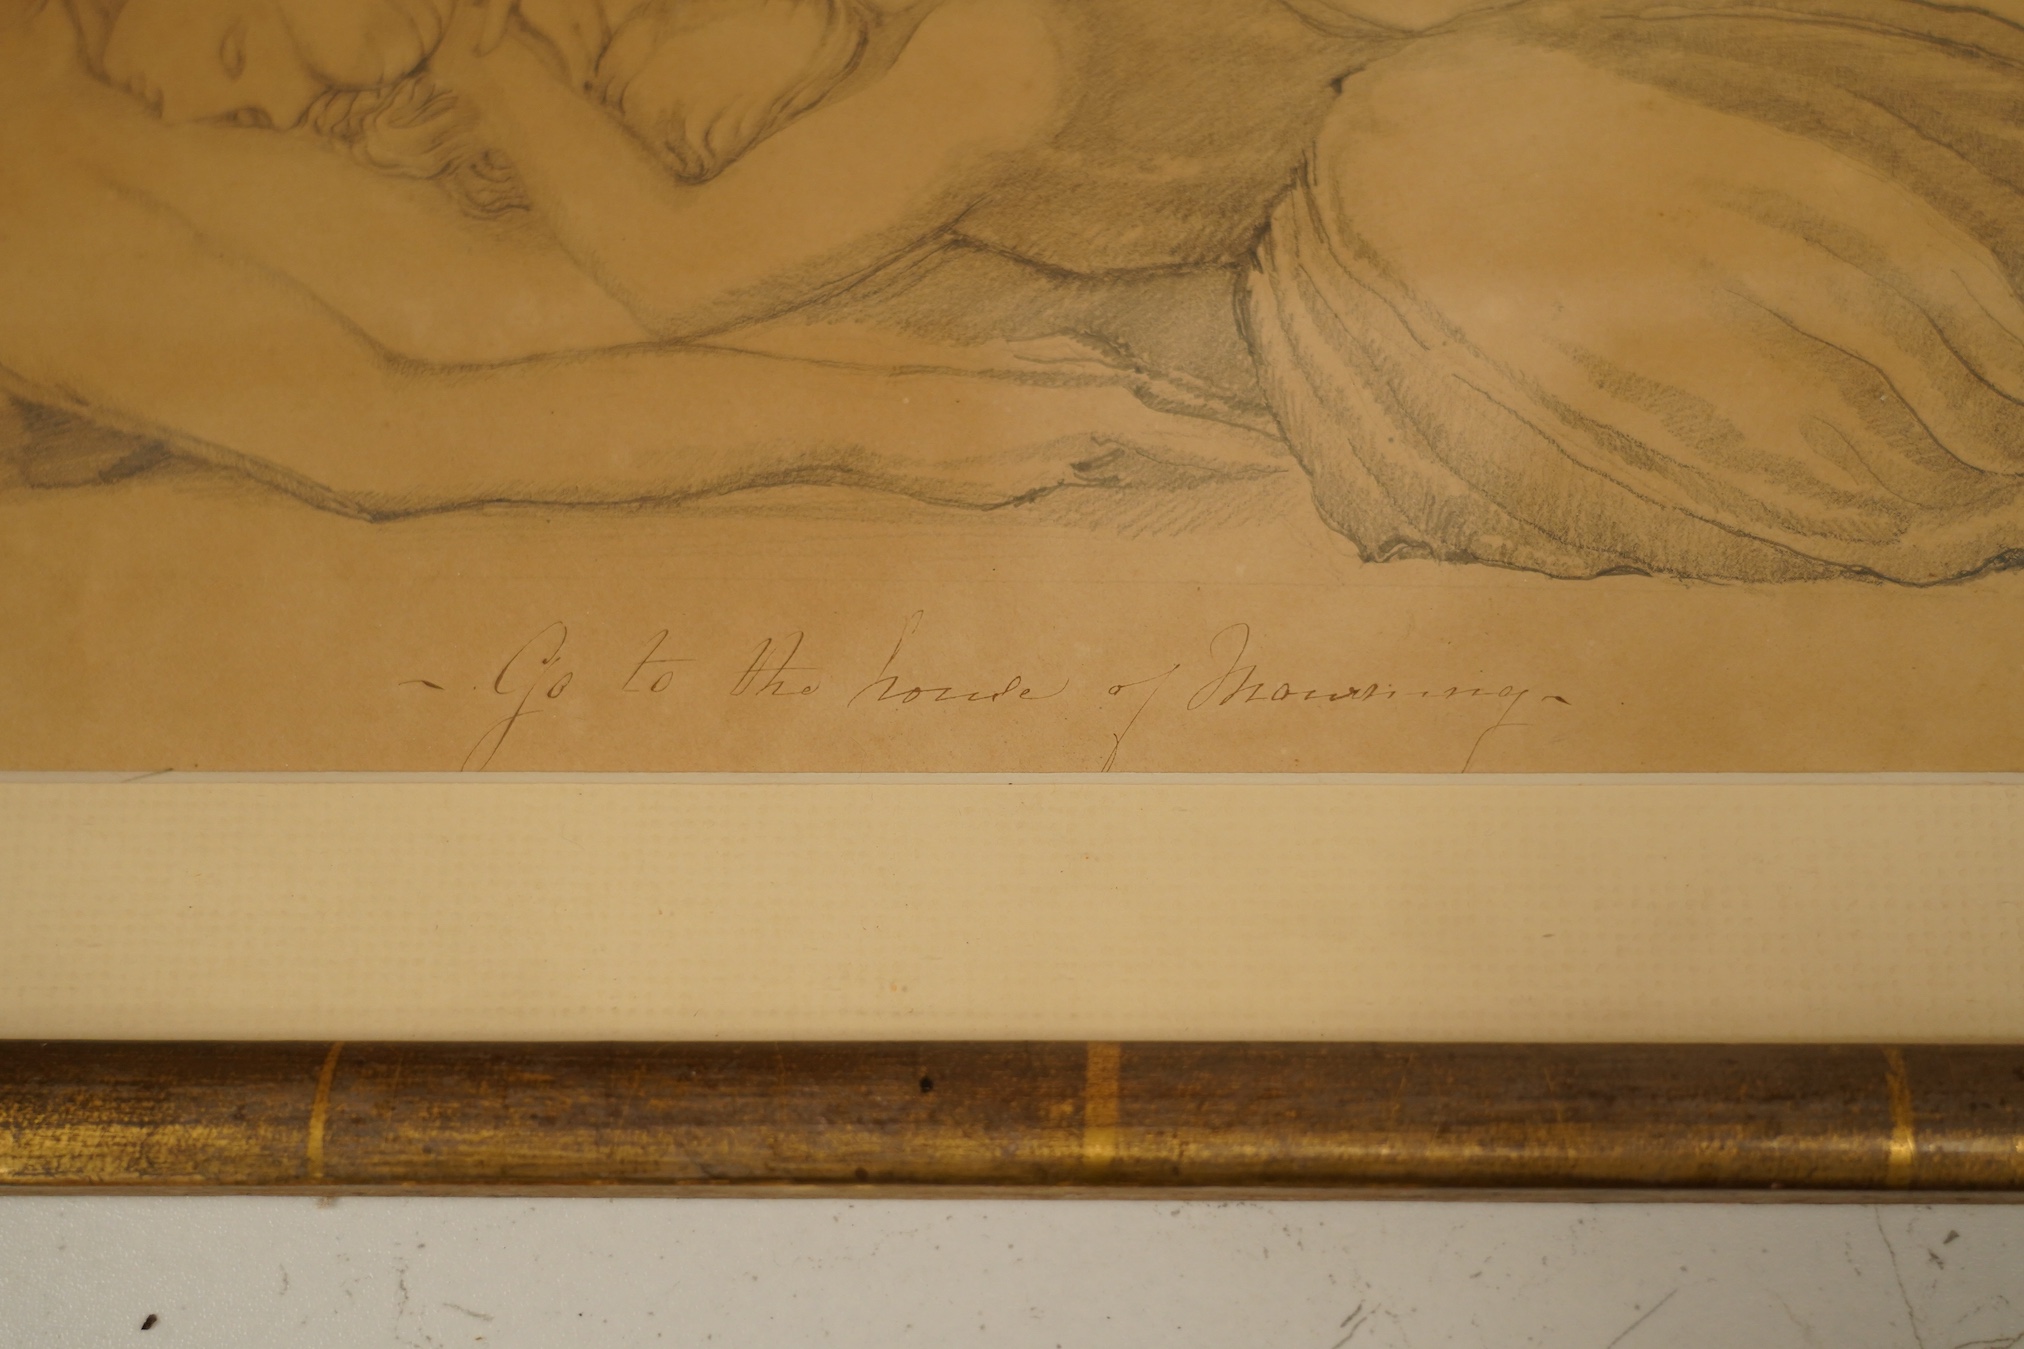 ~ Go to the house of Mourning ~